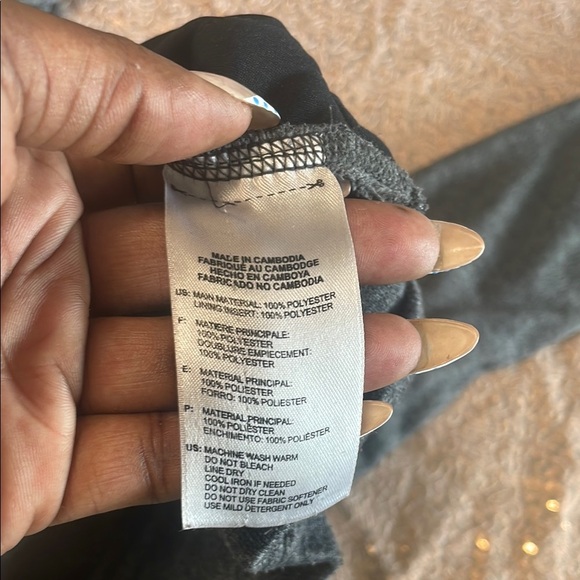 MADE IN CAMBODIA
FABRIQUÉ AU CAMBODGE
HECHO EN CAMBOYA
FABRICADO NO CAMBODIA
US: MAIN MATERIAL: 100% POLYESTER
LINING INSERT: 100% POLYESTER
F: MATIERE PRINCIPALE:
100% POLYESTER
DOUBLURE EMPIECEMENT:
100% POLYESTER
E: MATERIAL PRINCIPAL:
100% POLIESTER
FORRO: 100% POLIESTER
P: MATERIAL PRINCIPAL:
100% POLIESTER
ENCHIMENTO: 100% POLIESTER
US: MACHINE WASH WARM
DO NOT BLEACH
LINE DRY
COOL IRON IF NEEDED
DO NOT DRY CLEAN
DO NOT USE FABRIC SOFTENER
USE MILD DETERGENT ONLY